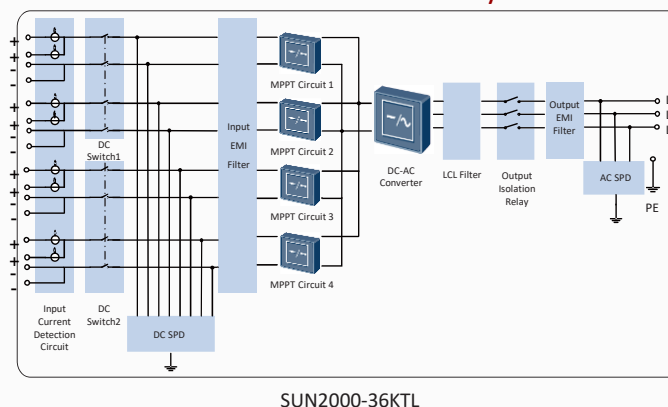 +
+
-
-
+
+
-
-
+
+
-
-
+
+
-
-
MPPT Circuit 1
MPPT Circuit 2
MPPT Circuit 3
MPPT Circuit 4
DC
Switch1
Input
EMI
Filter
DC-AC
Converter
LCL Filter
Output
Isolation
Relay
Output
EMI
Filter
L
L
L
AC SPD
PE
Input
Current
Detection
Circuit
DC
Switch2
DC SPD
SUN2000-36KTL